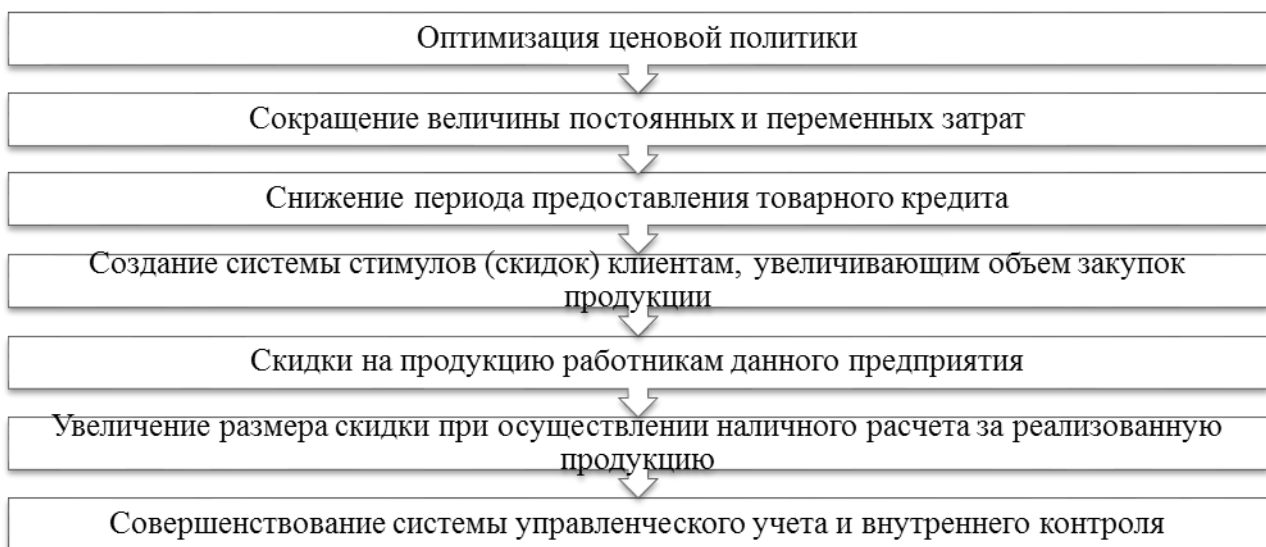 Оптимизация ценовой политики
Сокращение величины постоянных и переменных затрат
Снижение периода предоставления товарного кредита
Создание системы стимулов (скидок) клиентам, увеличивающим объем закупок
продукции
Скидки на продукцию работникам данного предприятия
Увеличение размера скидки при осуществлении наличного расчета за реализованную
продукцию
Совершенствование системы управленческого учета и внутреннего контроля